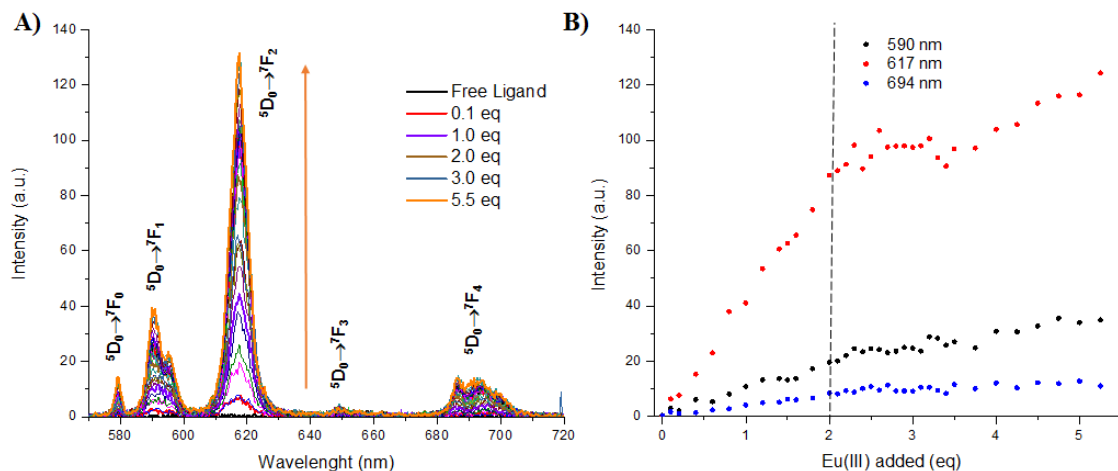 A)
B)
140
120
100
80
60
40
20
0
Intensity (a.u.)
580 600 620 640 660 680 700 720
Wavelenght (nm)
⁵D₀→⁷F₀
⁵D₀→⁷F₁
⁵D₀→⁷F₂
⁵D₀→⁷F₃
⁵D₀→⁷F₄
Free Ligand
0.1 eq
1.0 eq
2.0 eq
3.0 eq
5.5 eq
140
120
100
80
60
40
20
0
Intensity (a.u.)
0 1 2 3 4 5
Eu(III) added (eq)
590 nm
617 nm
694 nm